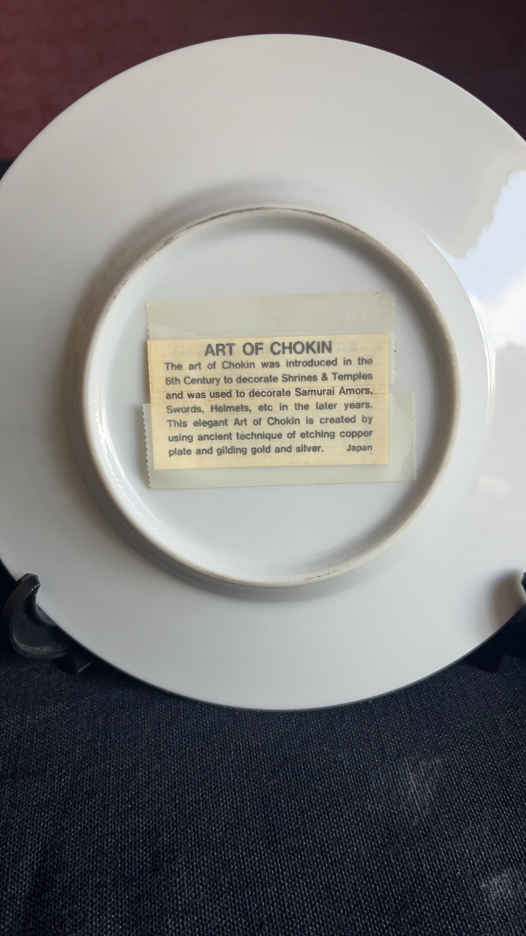 ART OF CHOKIN
The art of Chokin was introduced in the
6th Century to decorate Shrines & Temples
and was used to decorate Samurai Amors,
Swords, Helmets, etc in the later years.
This elegant Art of Chokin is created by
using ancient technique of etching copper
plate and gilding gold and silver. Japan